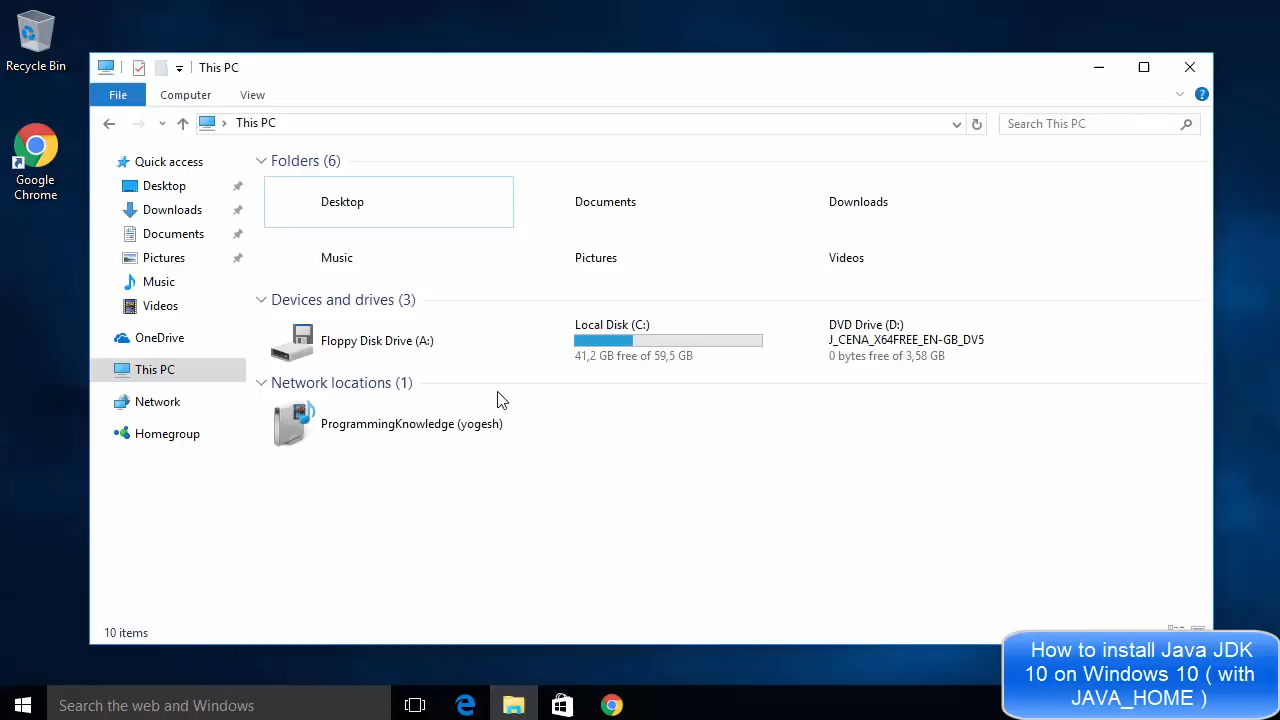 Recycle Bin
Google
Chrome
This PC
File
Computer
View
This PC
Search This PC
Quick access
Desktop
Downloads
Documents
Pictures
Music
Videos
OneDrive
This PC
Network
Homegroup
Folders (6)
Desktop
Documents
Downloads
Music
Pictures
Videos
Devices and drives (3)
Floppy Disk Drive (A:)
Local Disk (C:)
41,2 GB free of 59,5 GB
DVD Drive (D:)
J_CENA_X64FREE_EN-GB_DV5
0 bytes free of 3,58 GB
Network locations (1)
ProgrammingKnowledge (yogesh)
10 items
How to install Java JDK
10 on Windows 10 ( with
JAVA_HOME )
Search the web and Windows